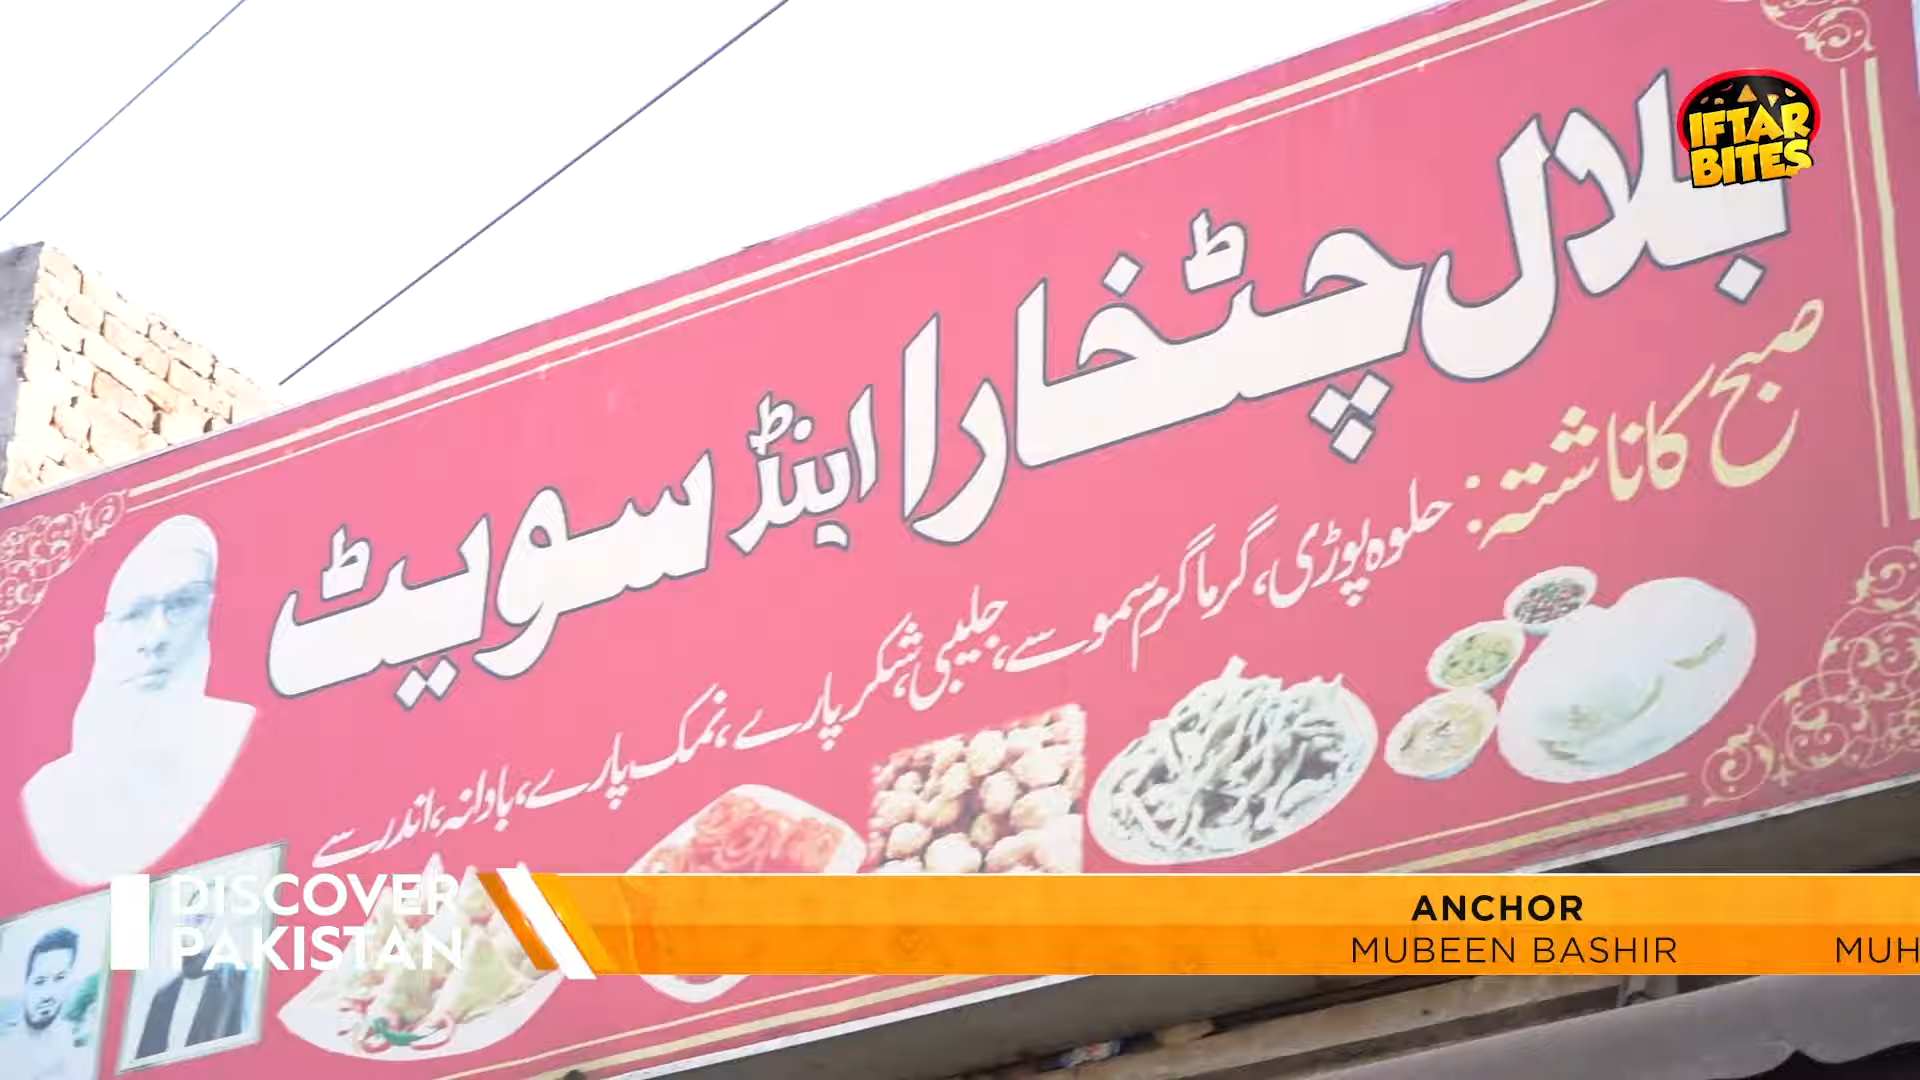 IFTAR
BITES
بلال چٹخارا اینڈ سویٹ
صبح کا ناشتہ: حلوہ پوڑی، گرما گرم سموسے، جلیبی، شکر پارے، نمک پارے، باولنہ، اندرسے
DISCOVER
PAKISTAN
ANCHOR
MUBEEN BASHIR
MUH